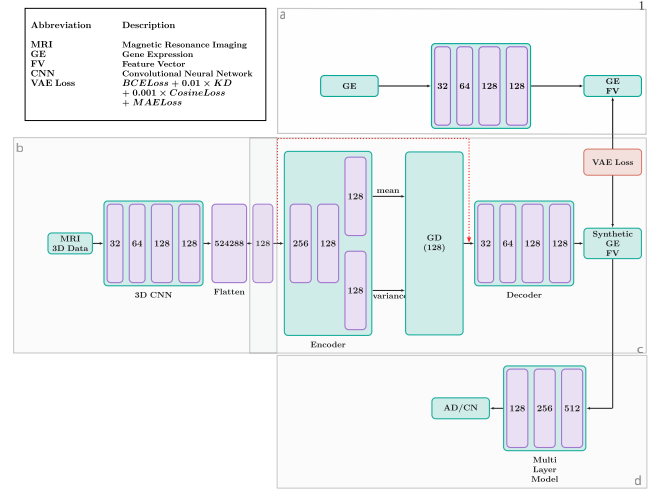 1
Abbreviation Description
MRI Magnetic Resonance Imaging
GE Gene Expression
FV Feature Vector
CNN Convolutional Neural Network
VAE Loss BCELoss + 0.01 × KD
+ 0.001 × CosineLoss
+ MAELoss
a
GE
32 64 128 128
GE
FV
VAE Loss
b
MRI
3D Data
32 64 128 128
3D CNN
524288
Flatten
128
256 128
128
128
Encoder
mean
variance
GD
(128)
32 64 128 128
Decoder
Synthetic
GE
FV
c
AD/CN
128 256 512
Multi
Layer
Model
d